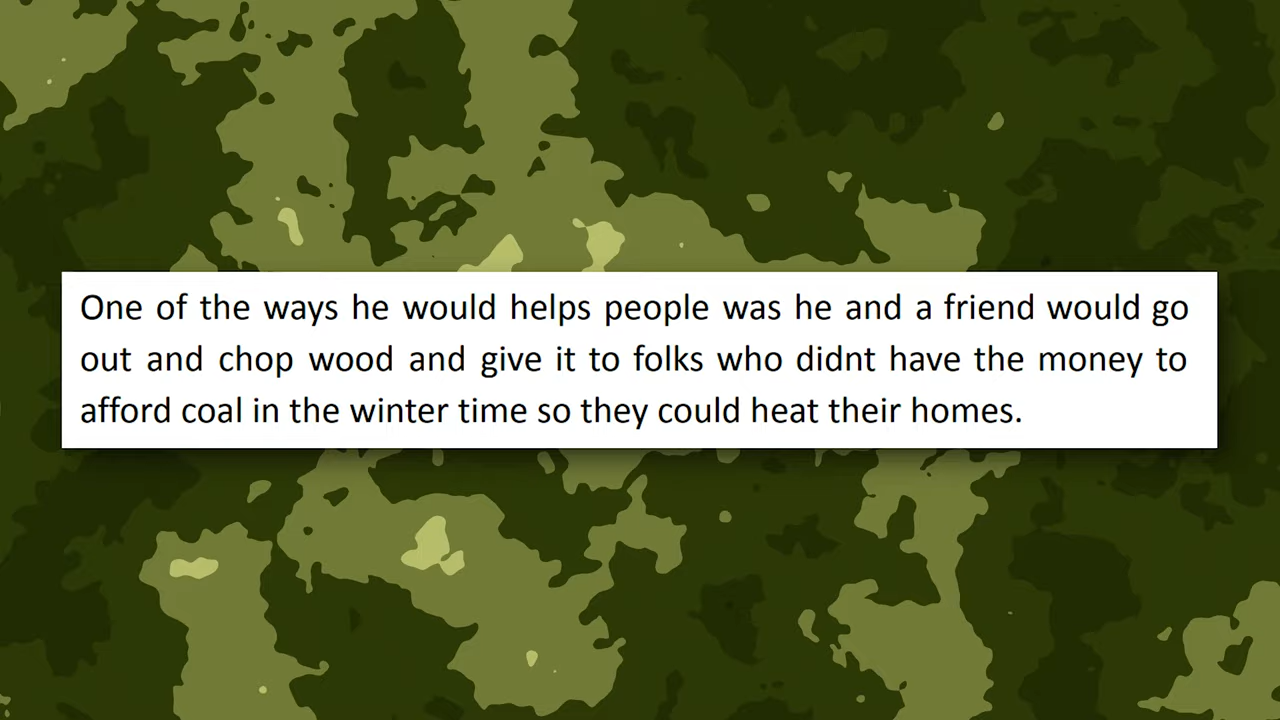 One of the ways he would helps people was he and a friend would go
out and chop wood and give it to folks who didnt have the money to
afford coal in the winter time so they could heat their homes.